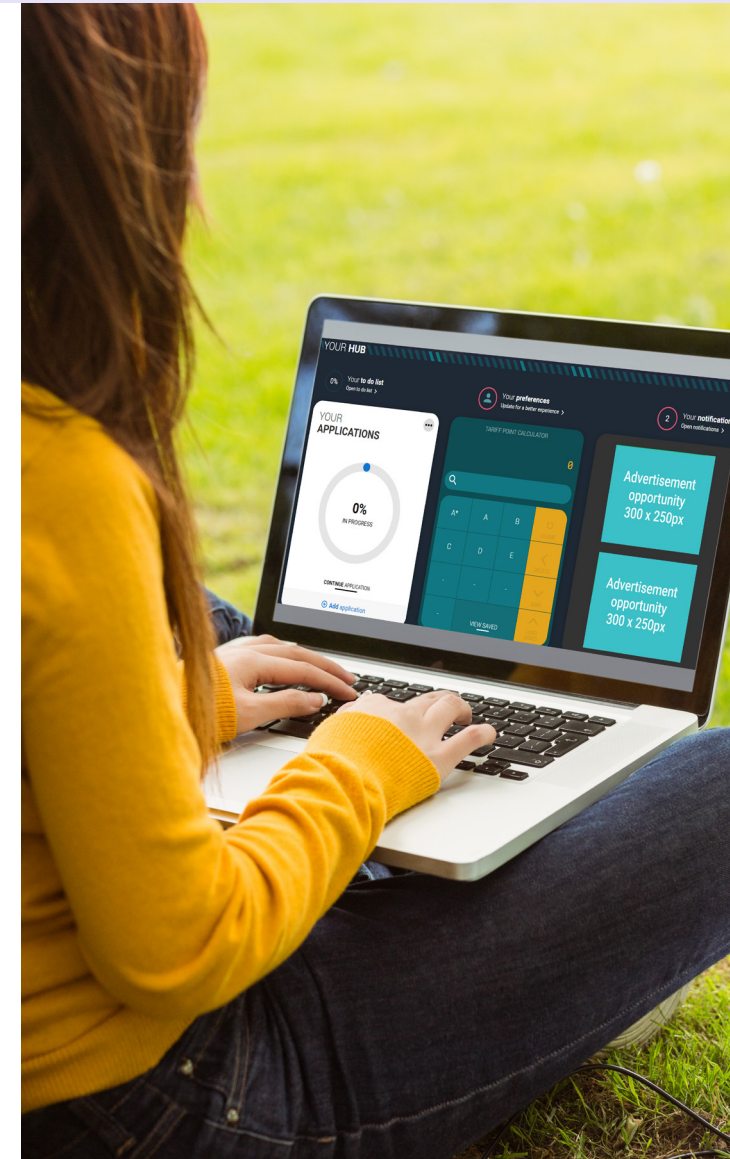 YOUR HUB
0%
Your to do list
Open to do list >
Your preferences
Update for a better experience >
2
Your notification
Open notifications >
YOUR
APPLICATIONS
0%
IN PROGRESS
CONTINUE APPLICATION
Add application
TARIFF POINT CALCULATOR
0
A* A B
C D E
- - -
-
VIEW SAVED
Advertisement
opportunity
300 x 250px
Advertisement
opportunity
300 x 250px